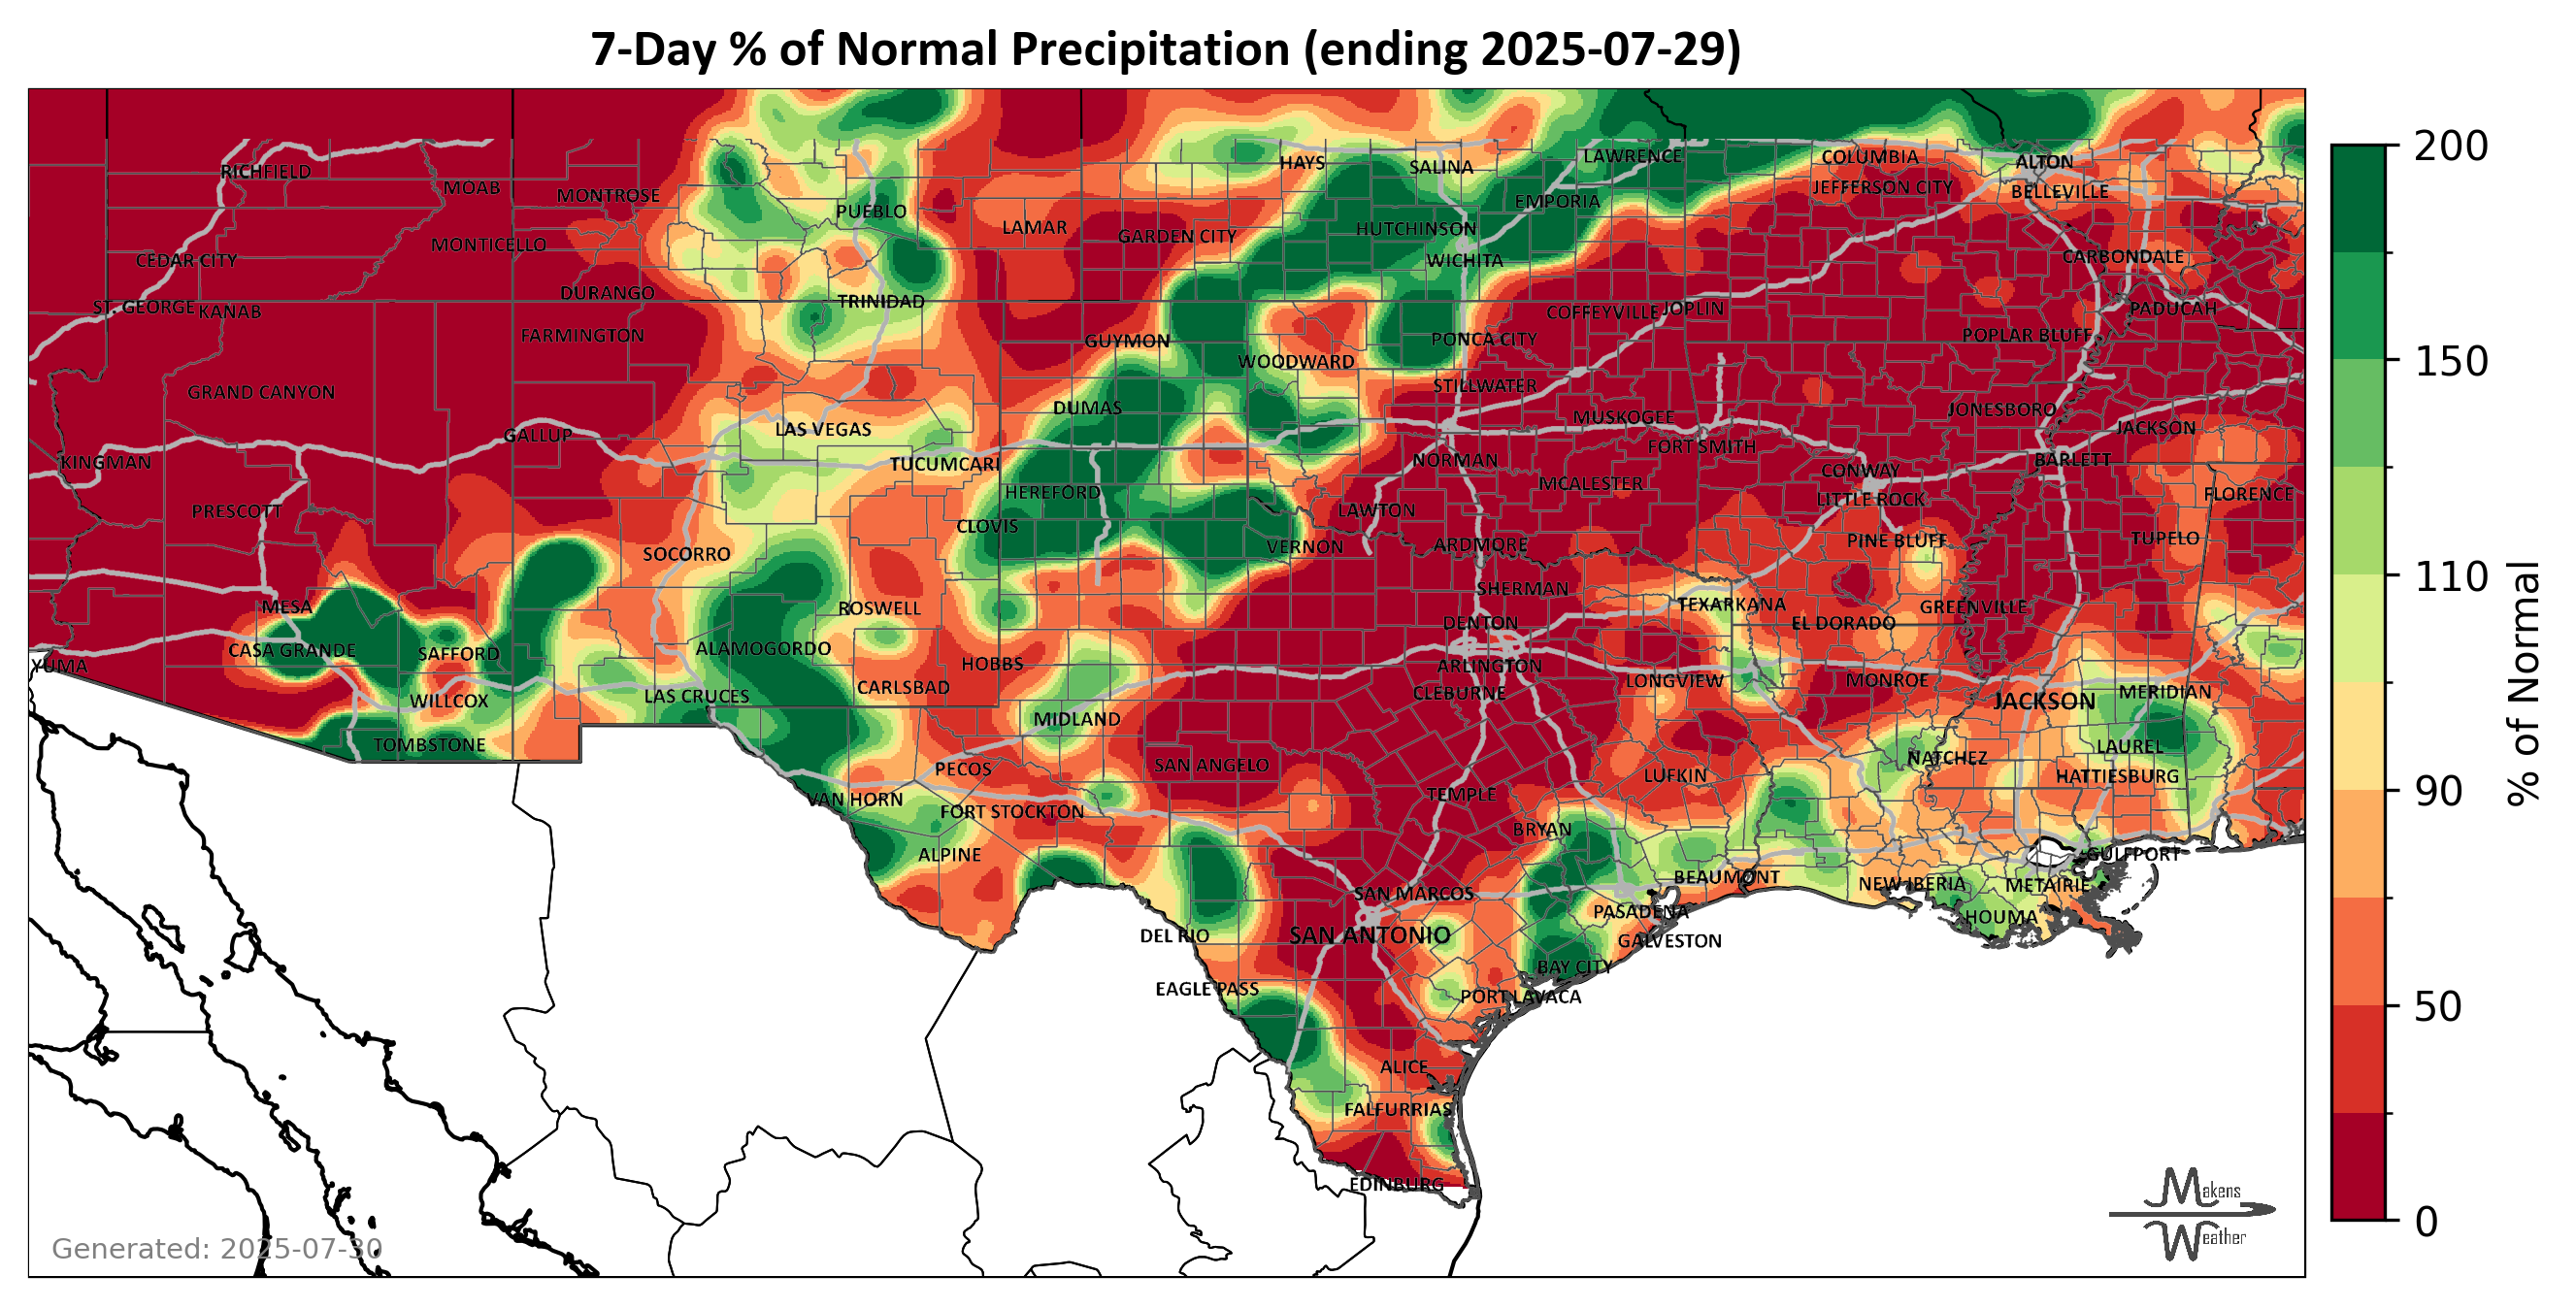 7-Day % of Normal Precipitation (ending 2025-07-29)
HAYS
SALINA
LAWRENCE
COLUMBIA
ALTON
RICHFIELD
MOAB
MONTROSE
JEFFERSON CITY
BELLEVILLE
PUEBLO
EMPORIA
LAMAR
GARDEN CITY
HUTCHINSON
MONTICELLO
CEDAR CITY
WICHITA
CARBONDALE
DURANGO
TRINIDAD
ST. GEORGE
KANAB
COFFEYVILLE
JOPLIN
PADUCAH
FARMINGTON
GUYMON
PONCA CITY
POPLAR BLUFF
WOODWARD
GRAND CANYON
STILLWATER
DUMAS
MUSKOGEE
JONESBORO
LAS VEGAS
JACKSON
GALLUP
FORT SMITH
KINGMAN
TUCUMCARI
NORMAN
CONWAY
BARLETT
HEREFORD
MCALESTER
LITTLE ROCK
FLORENCE
PRESCOTT
LAWTON
CLOVIS
SOCORRO
VERNON
ARDMORE
PINE BLUFF
TUPELO
SHERMAN
MESA
ROSWELL
TEXARKANA
GREENVILLE
DENTON
EL DORADO
CASA GRANDE
SAFFORD
ALAMOGORDO
YUMA
HOBBS
ARLINGTON
WILLCOX
LAS CRUCES
CARLSBAD
CLEBURNE
LONGVIEW
MONROE
JACKSON
MERIDIAN
MIDLAND
TOMBSTONE
LAUREL
PECOS
SAN ANGELO
NATCHEZ
LUFKIN
HATTIESBURG
VAN HORN
FORT STOCKTON
TEMPLE
BRYAN
ALPINE
GULFPORT
SAN MARCOS
BEAUMONT
NEW IBERIA
METAIRIE
PASADENA
HOUMA
DEL RIO
SAN ANTONIO
GALVESTON
BAY CITY
EAGLE PASS
PORT LAVACA
ALICE
FALFURRIAS
EDINBURG
Generated: 2025-07-30
Makens
Weather
200
150
110
90
50
0
% of Normal